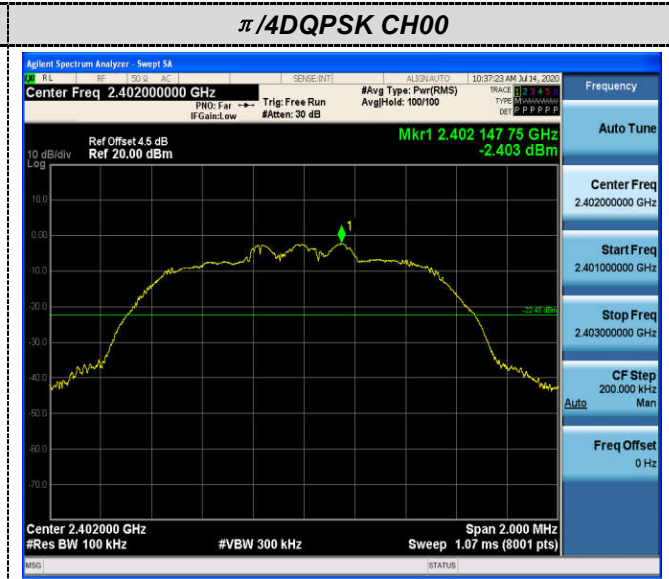 π/4DQPSK CH00
Agilent Spectrum Analyzer - Swept SA
RL RF 50 Ω AC SENSE:INT ALIGNAUTO 10:37:23 AM Jul 14, 2020
Center Freq 2.402000000 GHz
PNO: Far
IFGain:Low
Trig: Free Run
#Atten: 30 dB
#Avg Type: Pwr(RMS)
Avg|Hold: 100/100
TRACE 1 2 3 4 5 6
TYPE MWWWWW
DET P P P P P P
Ref Offset 4.5 dB
Ref 20.00 dBm
10 dB/div
Log
Mkr1 2.402 147 75 GHz
-2.403 dBm
1
10.0
0.00
-10.0
-20.0
-22.40 dBm
-30.0
-40.0
-50.0
-60.0
-70.0
Center 2.402000 GHz
Span 2.000 MHz
#Res BW 100 kHz
#VBW 300 kHz
Sweep 1.07 ms (8001 pts)
MSG
STATUS
Frequency
Auto Tune
Center Freq
2.402000000 GHz
Start Freq
2.401000000 GHz
Stop Freq
2.403000000 GHz
CF Step
200.000 kHz
Auto Man
Freq Offset
0 Hz